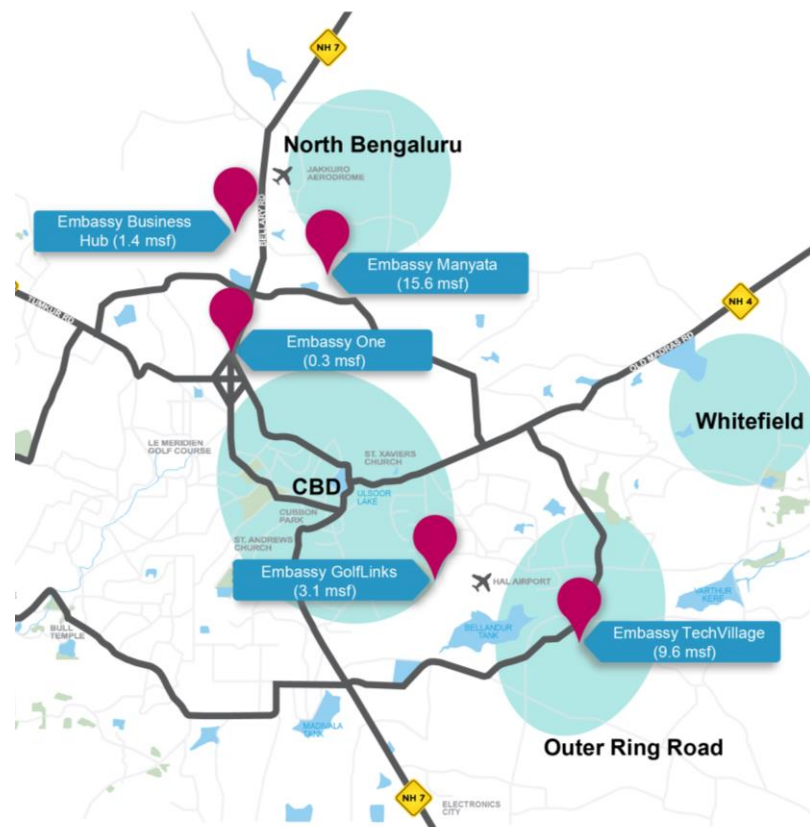 NH 7
North Bengaluru
JAKKURO
AERODROME
BELLARY RD
Embassy Business
Hub (1.4 msf)
Embassy Manyata
(15.6 msf)
TUMKUR RD
NH 4
OLD MADRAS RD
Embassy One
(0.3 msf)
Whitefield
LE MERIDIEN
GOLF COURSE
ST. XAVIERS
CHURCH
CBD
ULSOOR
LAKE
CUBBON
PARK
ST. ANDREWS
CHURCH
Embassy GolfLinks
(3.1 msf)
HAL AIRPORT
VARTHUR
KERE
BULL
TEMPLE
BELLANDUR
TANK
Embassy TechVillage
(9.6 msf)
MADIVALA
TANK
Outer Ring Road
NH 7
ELECTRONICS
CITY